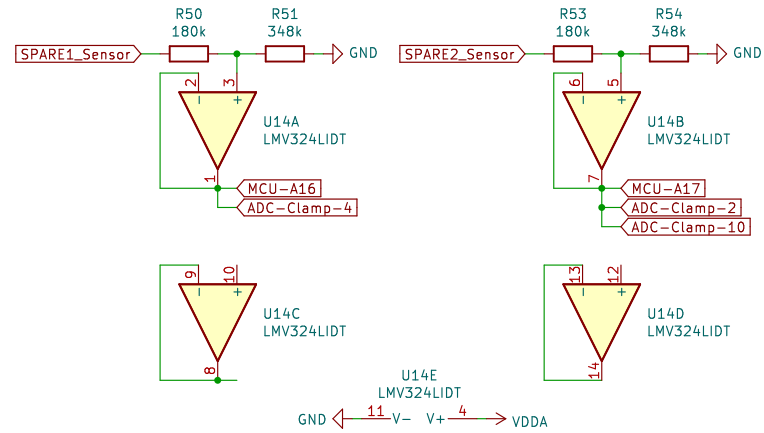 R50 R51 R53 R54
180k 348k 180k 348k
SPARE1_Sensor GND SPARE2_Sensor GND
2 3 6 5
− + − +
U14A U14B
LMV324LIDT LMV324LIDT
1 7
MCU-A16 MCU-A17
ADC-Clamp-4 ADC-Clamp-2
ADC-Clamp-10
9 10 13 12
− + − +
U14C U14D
LMV324LIDT LMV324LIDT
8 14
U14E
LMV324LIDT
GND 11 V− V+ 4 VDDA